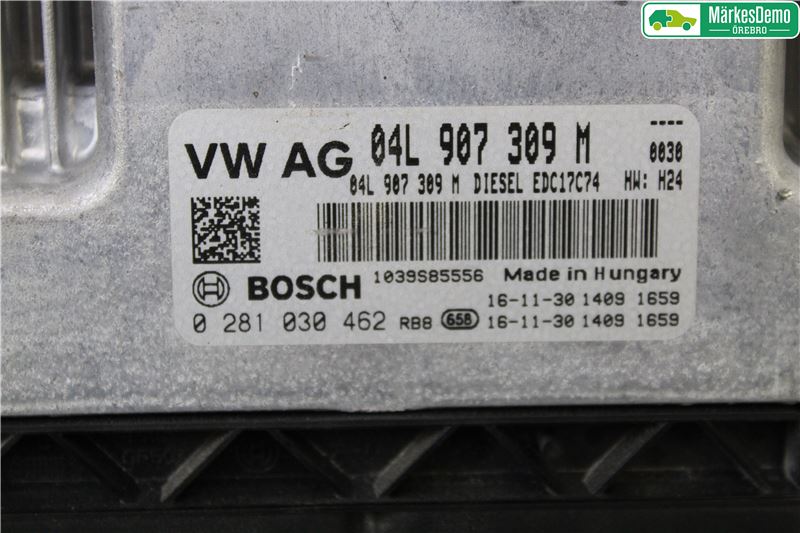 MärkesDemo
ÖREBRO
VW AG 04L 907 309 M ----
0030
04L 907 309 M DIESEL EDC17C74 HW: H24
1039S85556 Made in Hungary
BOSCH
16-11-30 1409 1659
0 281 030 462 RB8 658 16-11-30 1409 1659